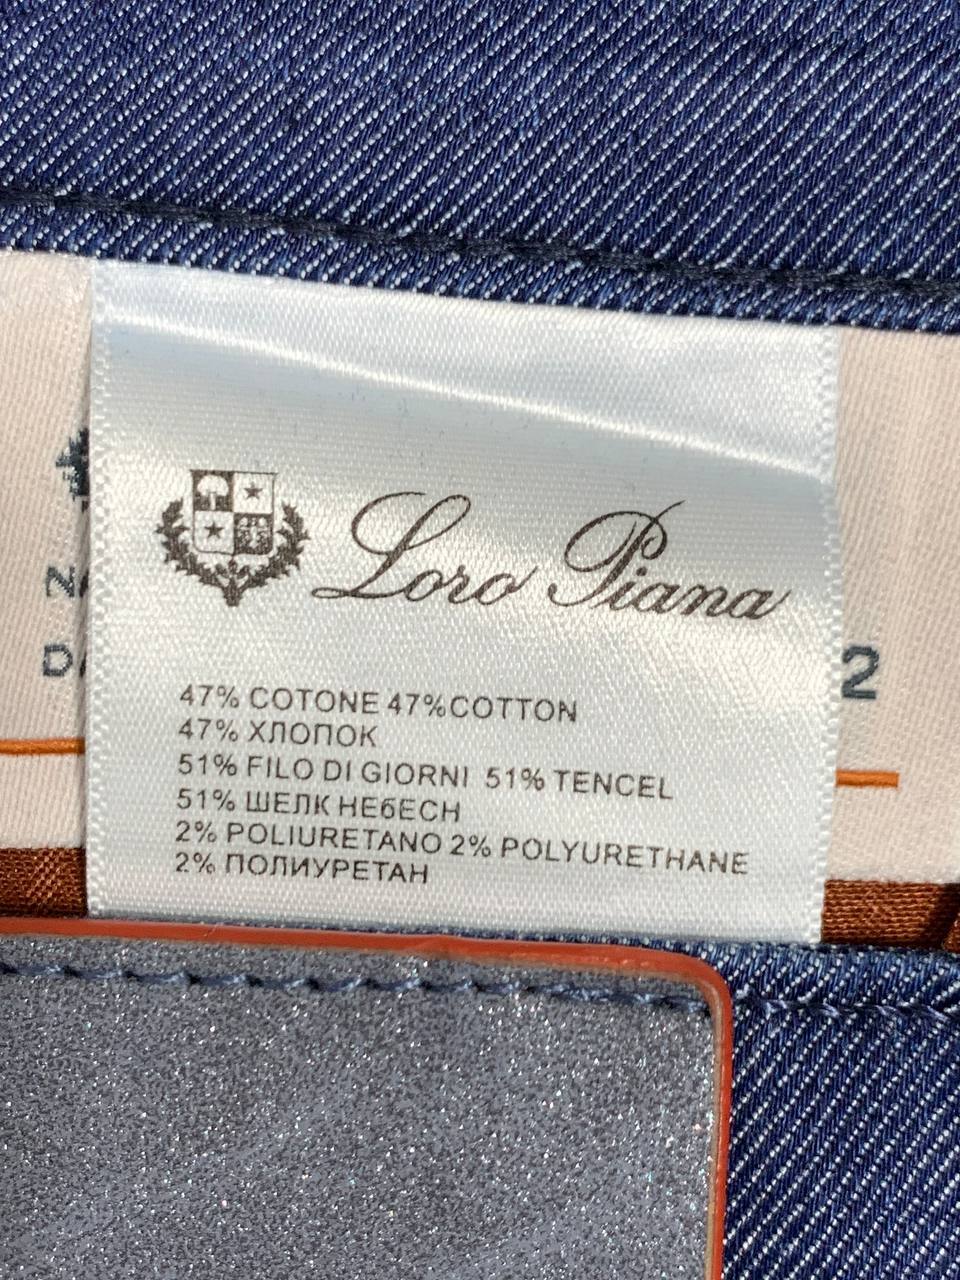 Loro Piana
47% COTONE 47%COTTON
47% ХЛОПОК
51% FILO DI GIORNI 51% TENCEL
51% ШЕЛК НЕбЕСН
2% POLIURETANO 2% POLYURETHANE
2% ПОЛИУРЕТАН
2